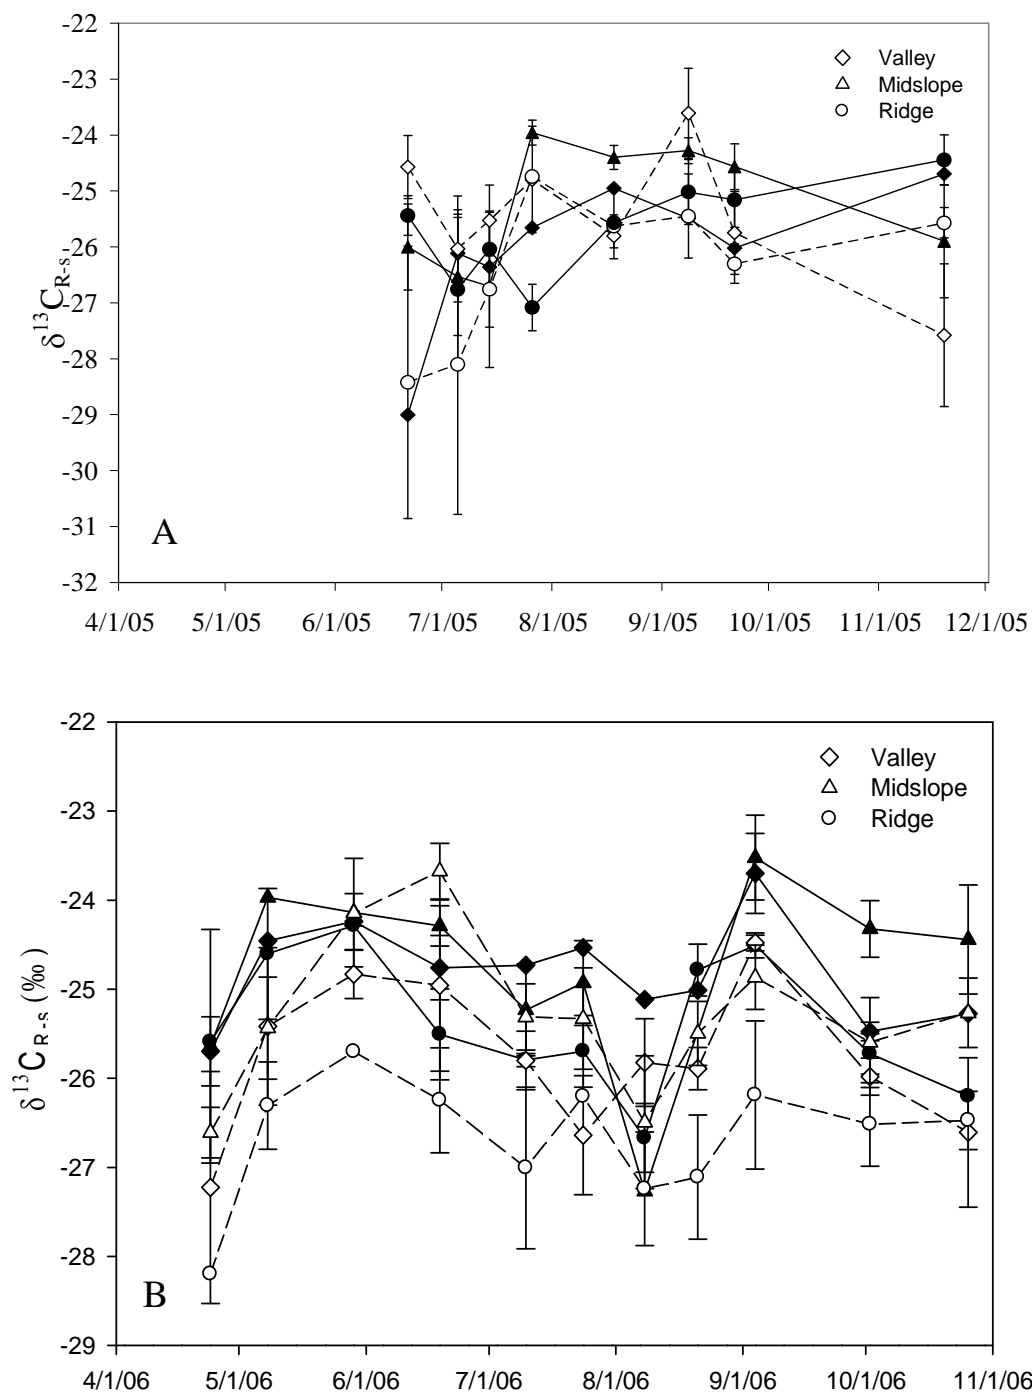 -22
-23
-24
-25
-26
-27
-28
-29
-30
-31
-32
δ13CR-s
Valley
Midslope
Ridge
A
4/1/05 5/1/05 6/1/05 7/1/05 8/1/05 9/1/05 10/1/05 11/1/05 12/1/05
-22
-23
-24
-25
-26
-27
-28
-29
δ13CR-s (‰)
Valley
Midslope
Ridge
B
4/1/06 5/1/06 6/1/06 7/1/06 8/1/06 9/1/06 10/1/06 11/1/06